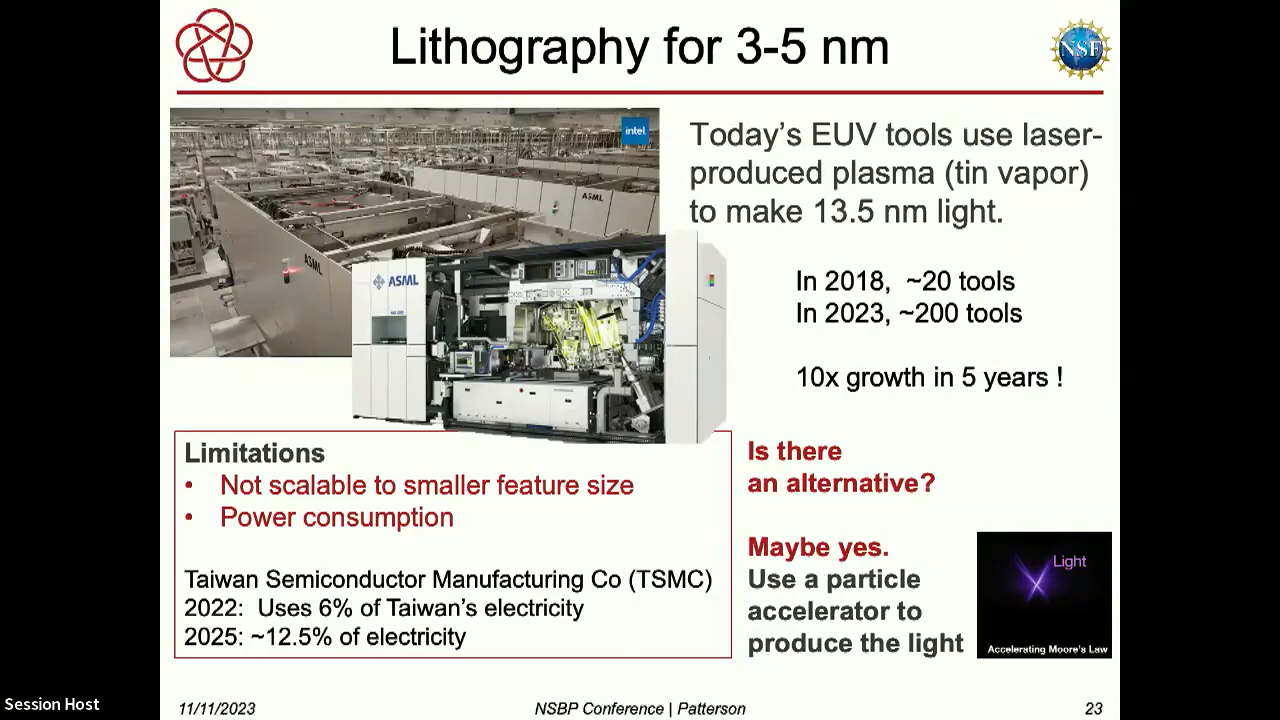 Lithography for 3-5 nm
NSF
intel
ASML
ASML
ASML
Today's EUV tools use laser-
produced plasma (tin vapor)
to make 13.5 nm light.
In 2018, ~20 tools
In 2023, ~200 tools
10x growth in 5 years !
Limitations
• Not scalable to smaller feature size
• Power consumption
Taiwan Semiconductor Manufacturing Co (TSMC)
2022: Uses 6% of Taiwan's electricity
2025: ~12.5% of electricity
Is there
an alternative?
Maybe yes.
Use a particle
accelerator to
produce the light
Light
Accelerating Moore's Law
Session Host
11/11/2023
NSBP Conference | Patterson
23